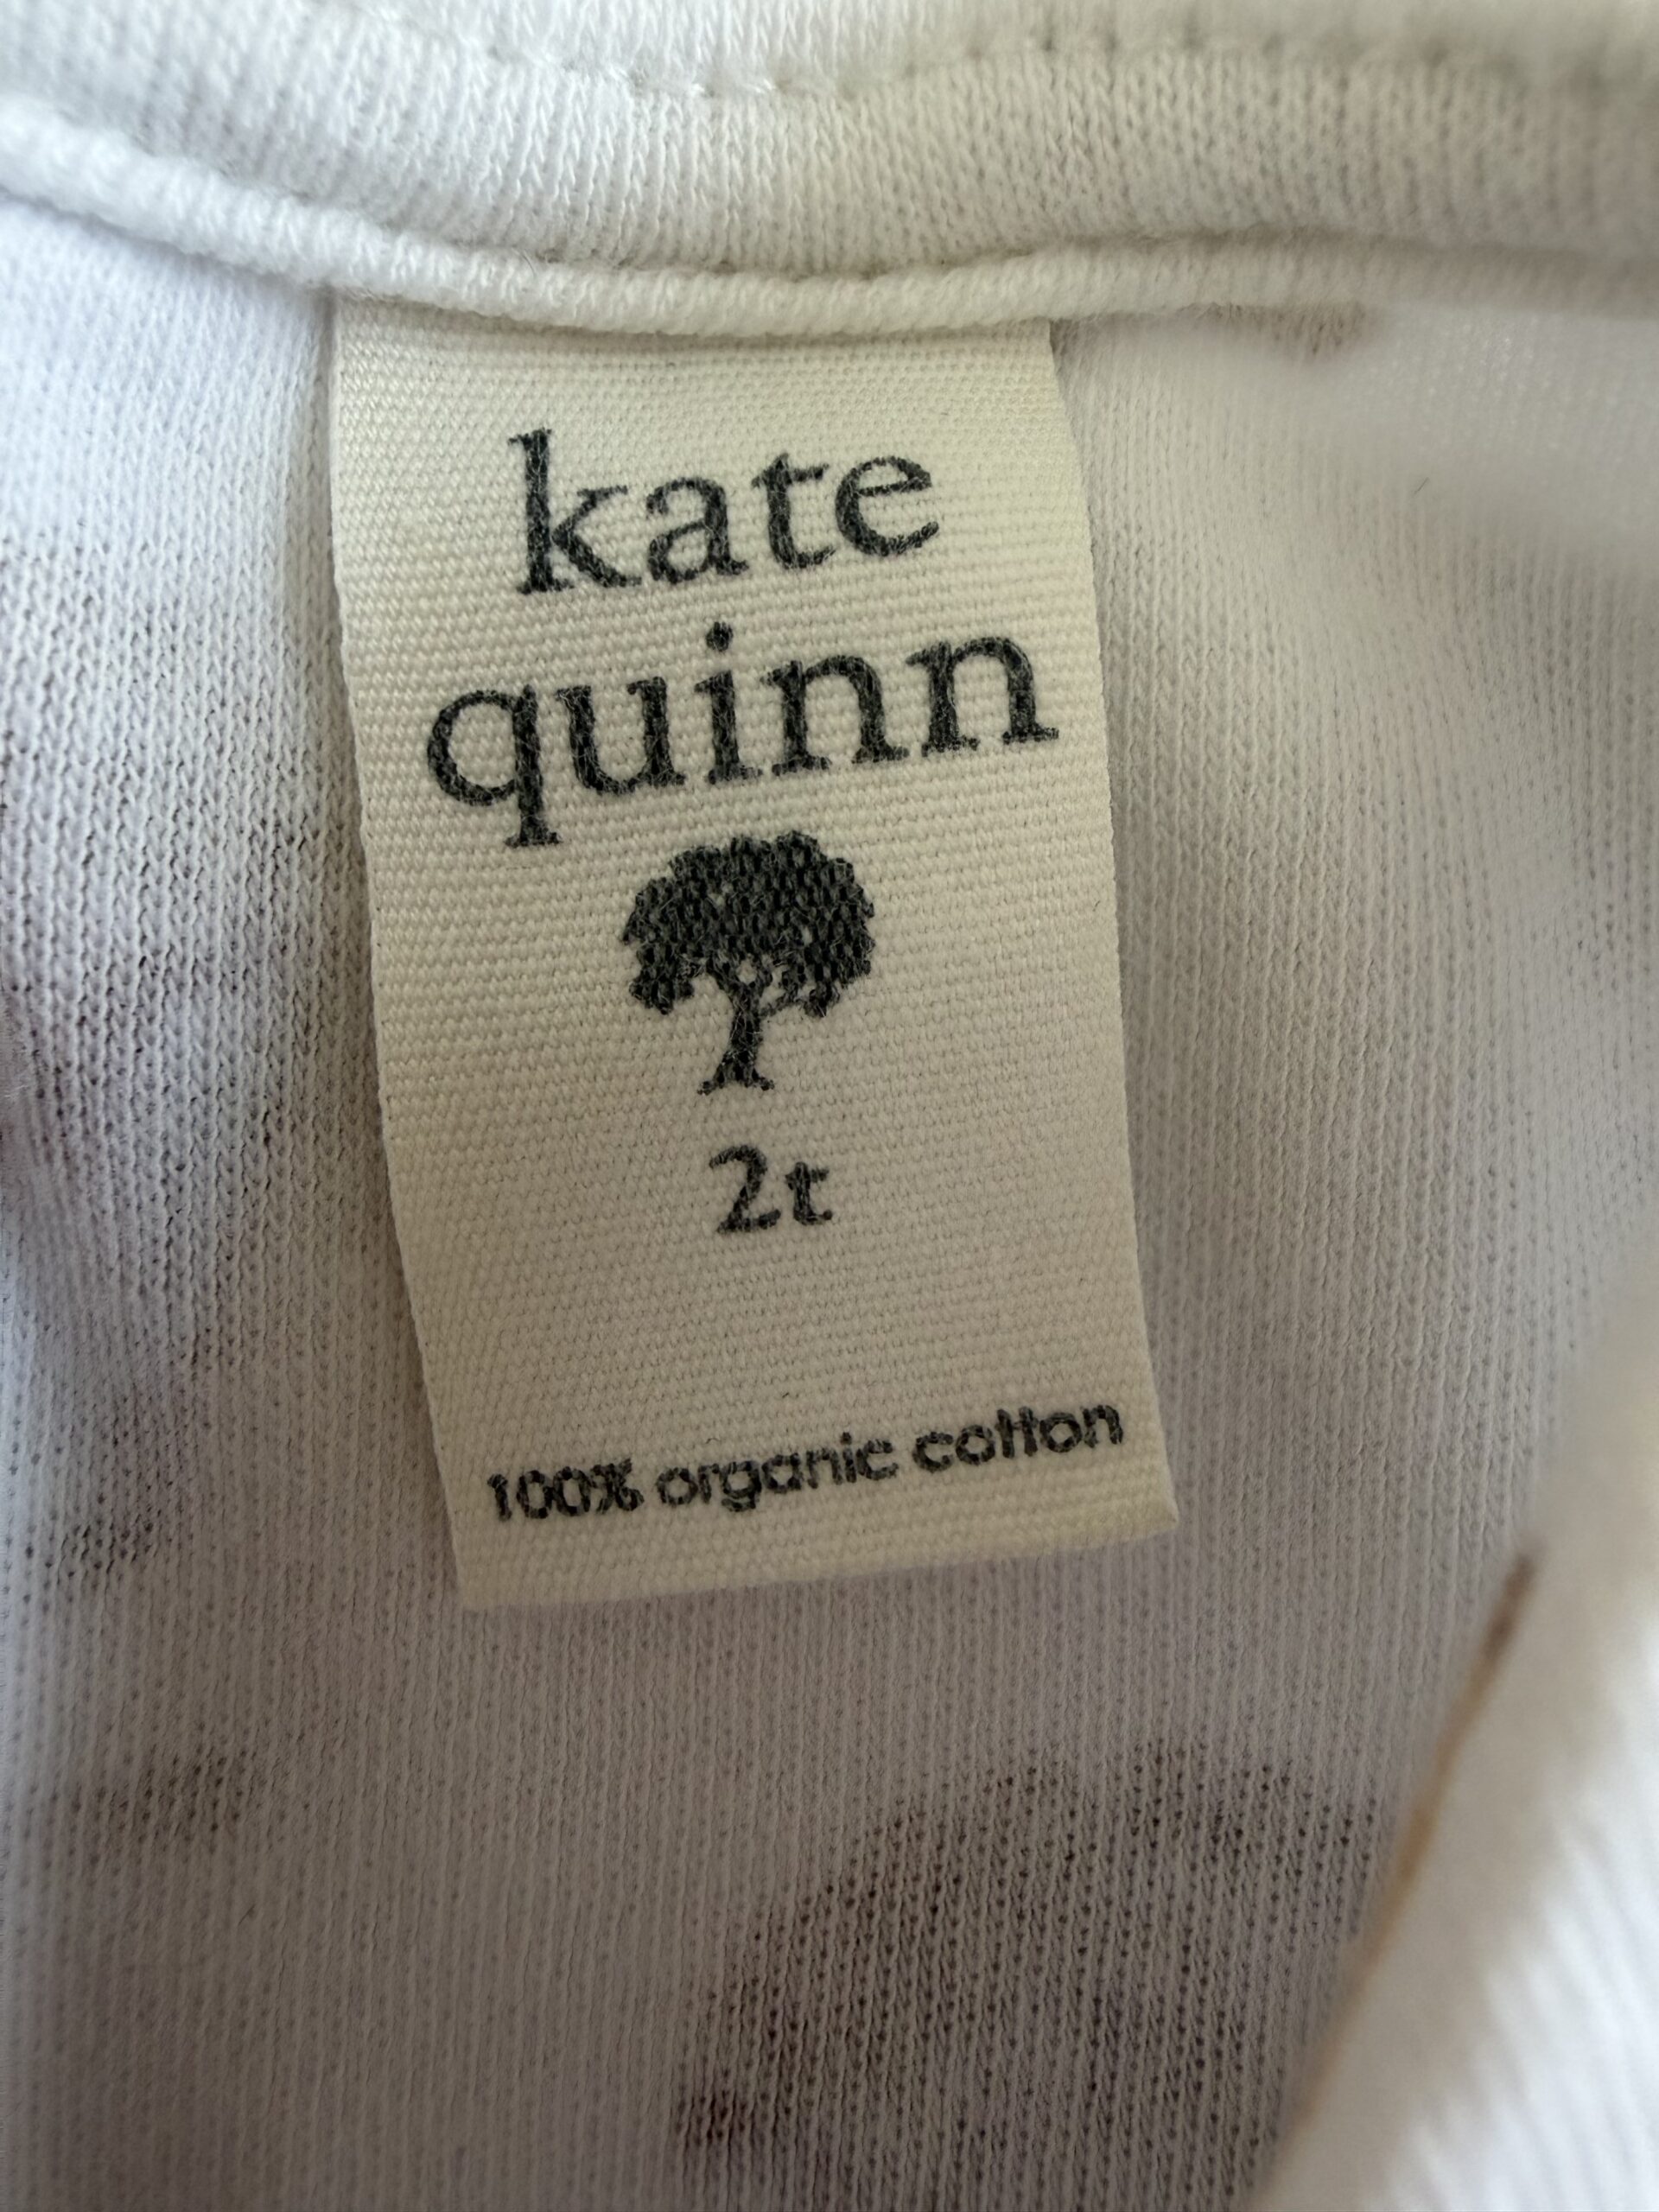 kate
quinn
2t
100% organic cotton